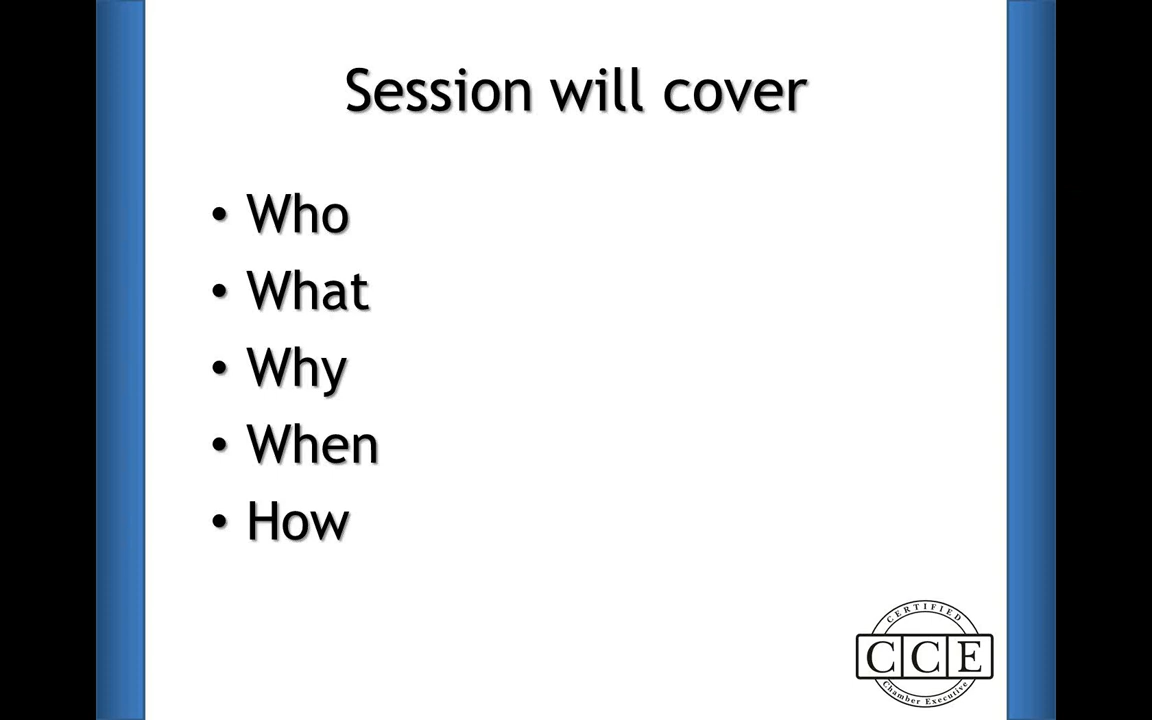 Session will cover
• Who
• What
• Why
• When
• How
CERTIFIED
CCE
Chamber Executive